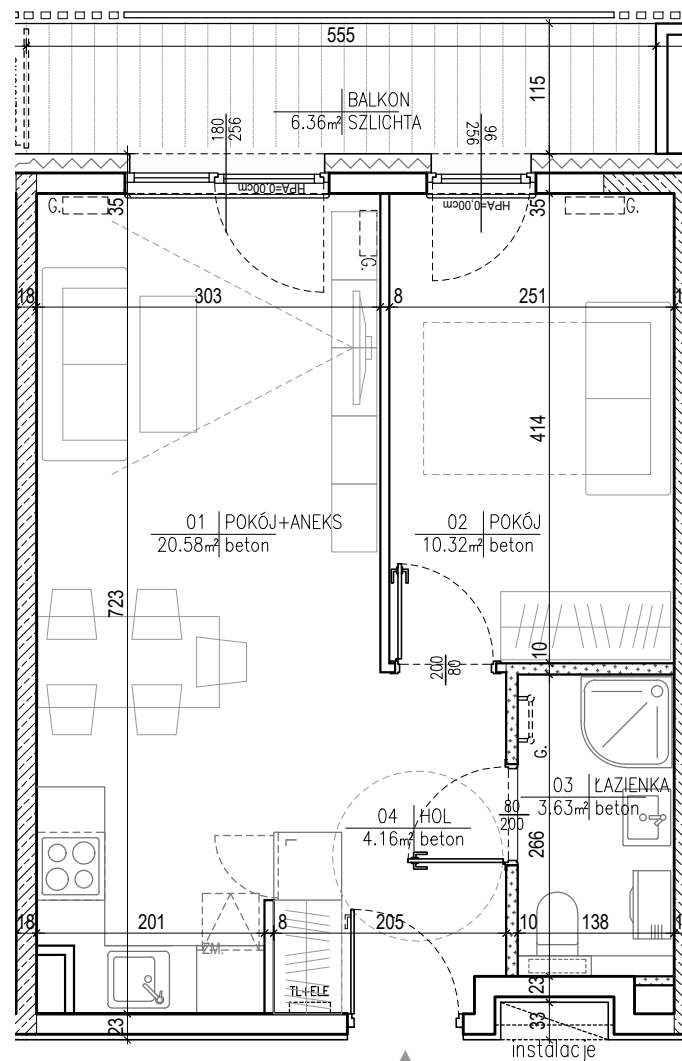 555
115
BALKON
6.36m² SZLICHTA
180
256
96
256
HPA=0,00cm
HPA=0,00cm
G.
35
G.
35
G.
18
303
8
251
414
01 POKÓJ+ANEKS
20.58m² beton
02 POKÓJ
10.32m² beton
723
200
80
10
G.
03 ŁAZIENKA
3.63m² beton
80
200
04 HOL
4.16m² beton
266
L
18
201
8
205
10
138
ZM.
TL+ELE
23
23
33
instalacje